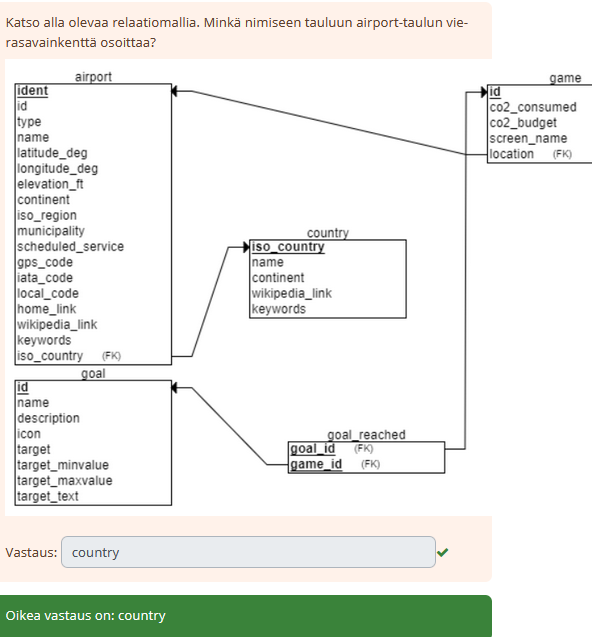 Katso alla olevaa relaatiomallia. Minkä nimiseen tauluun airport-taulun vie-
rasavainkenttä osoittaa?
airport
ident
id
type
name
latitude_deg
longitude_deg
elevation_ft
continent
iso_region
municipality
scheduled_service
gps_code
iata_code
local_code
home_link
wikipedia_link
keywords
iso_country (FK)
game
id
co2_consumed
co2_budget
screen_name
location (FK)
country
iso_country
name
continent
wikipedia_link
keywords
goal
id
name
description
icon
target
target_minvalue
target_maxvalue
target_text
goal_reached
goal_id (FK)
game_id (FK)
Vastaus: country
Oikea vastaus on: country